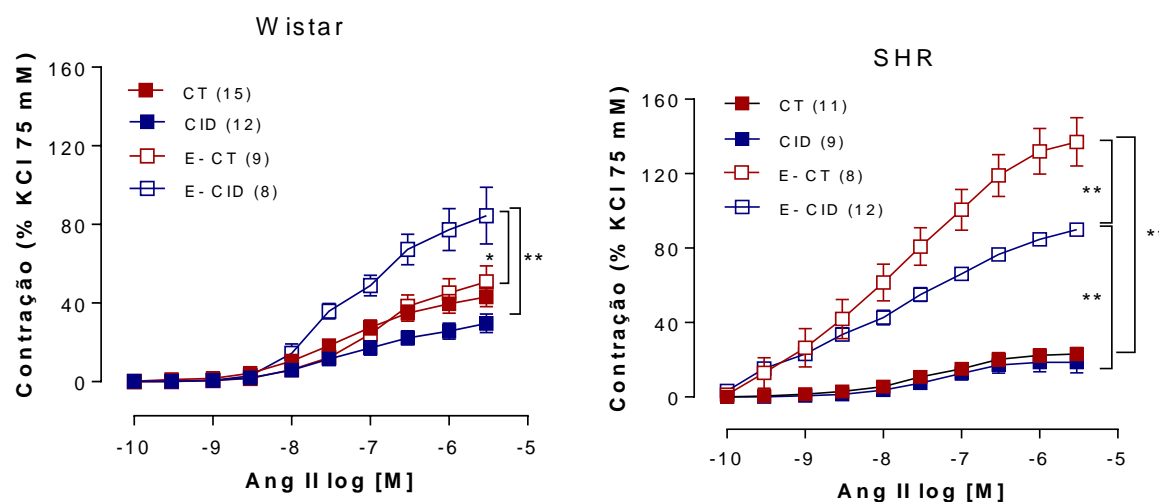 Wistar
Contração (% KCl 75 mM)
160
120
80
40
0
CT (15)
CID (12)
E-CT (9)
E-CID (8)
*
**
-10 -9 -8 -7 -6 -5
Ang II log [M]
SHR
Contração (% KCl 75 mM)
160
120
80
40
0
CT (11)
CID (9)
E-CT (8)
E-CID (12)
**
**
**
-10 -9 -8 -7 -6 -5
Ang II log [M]